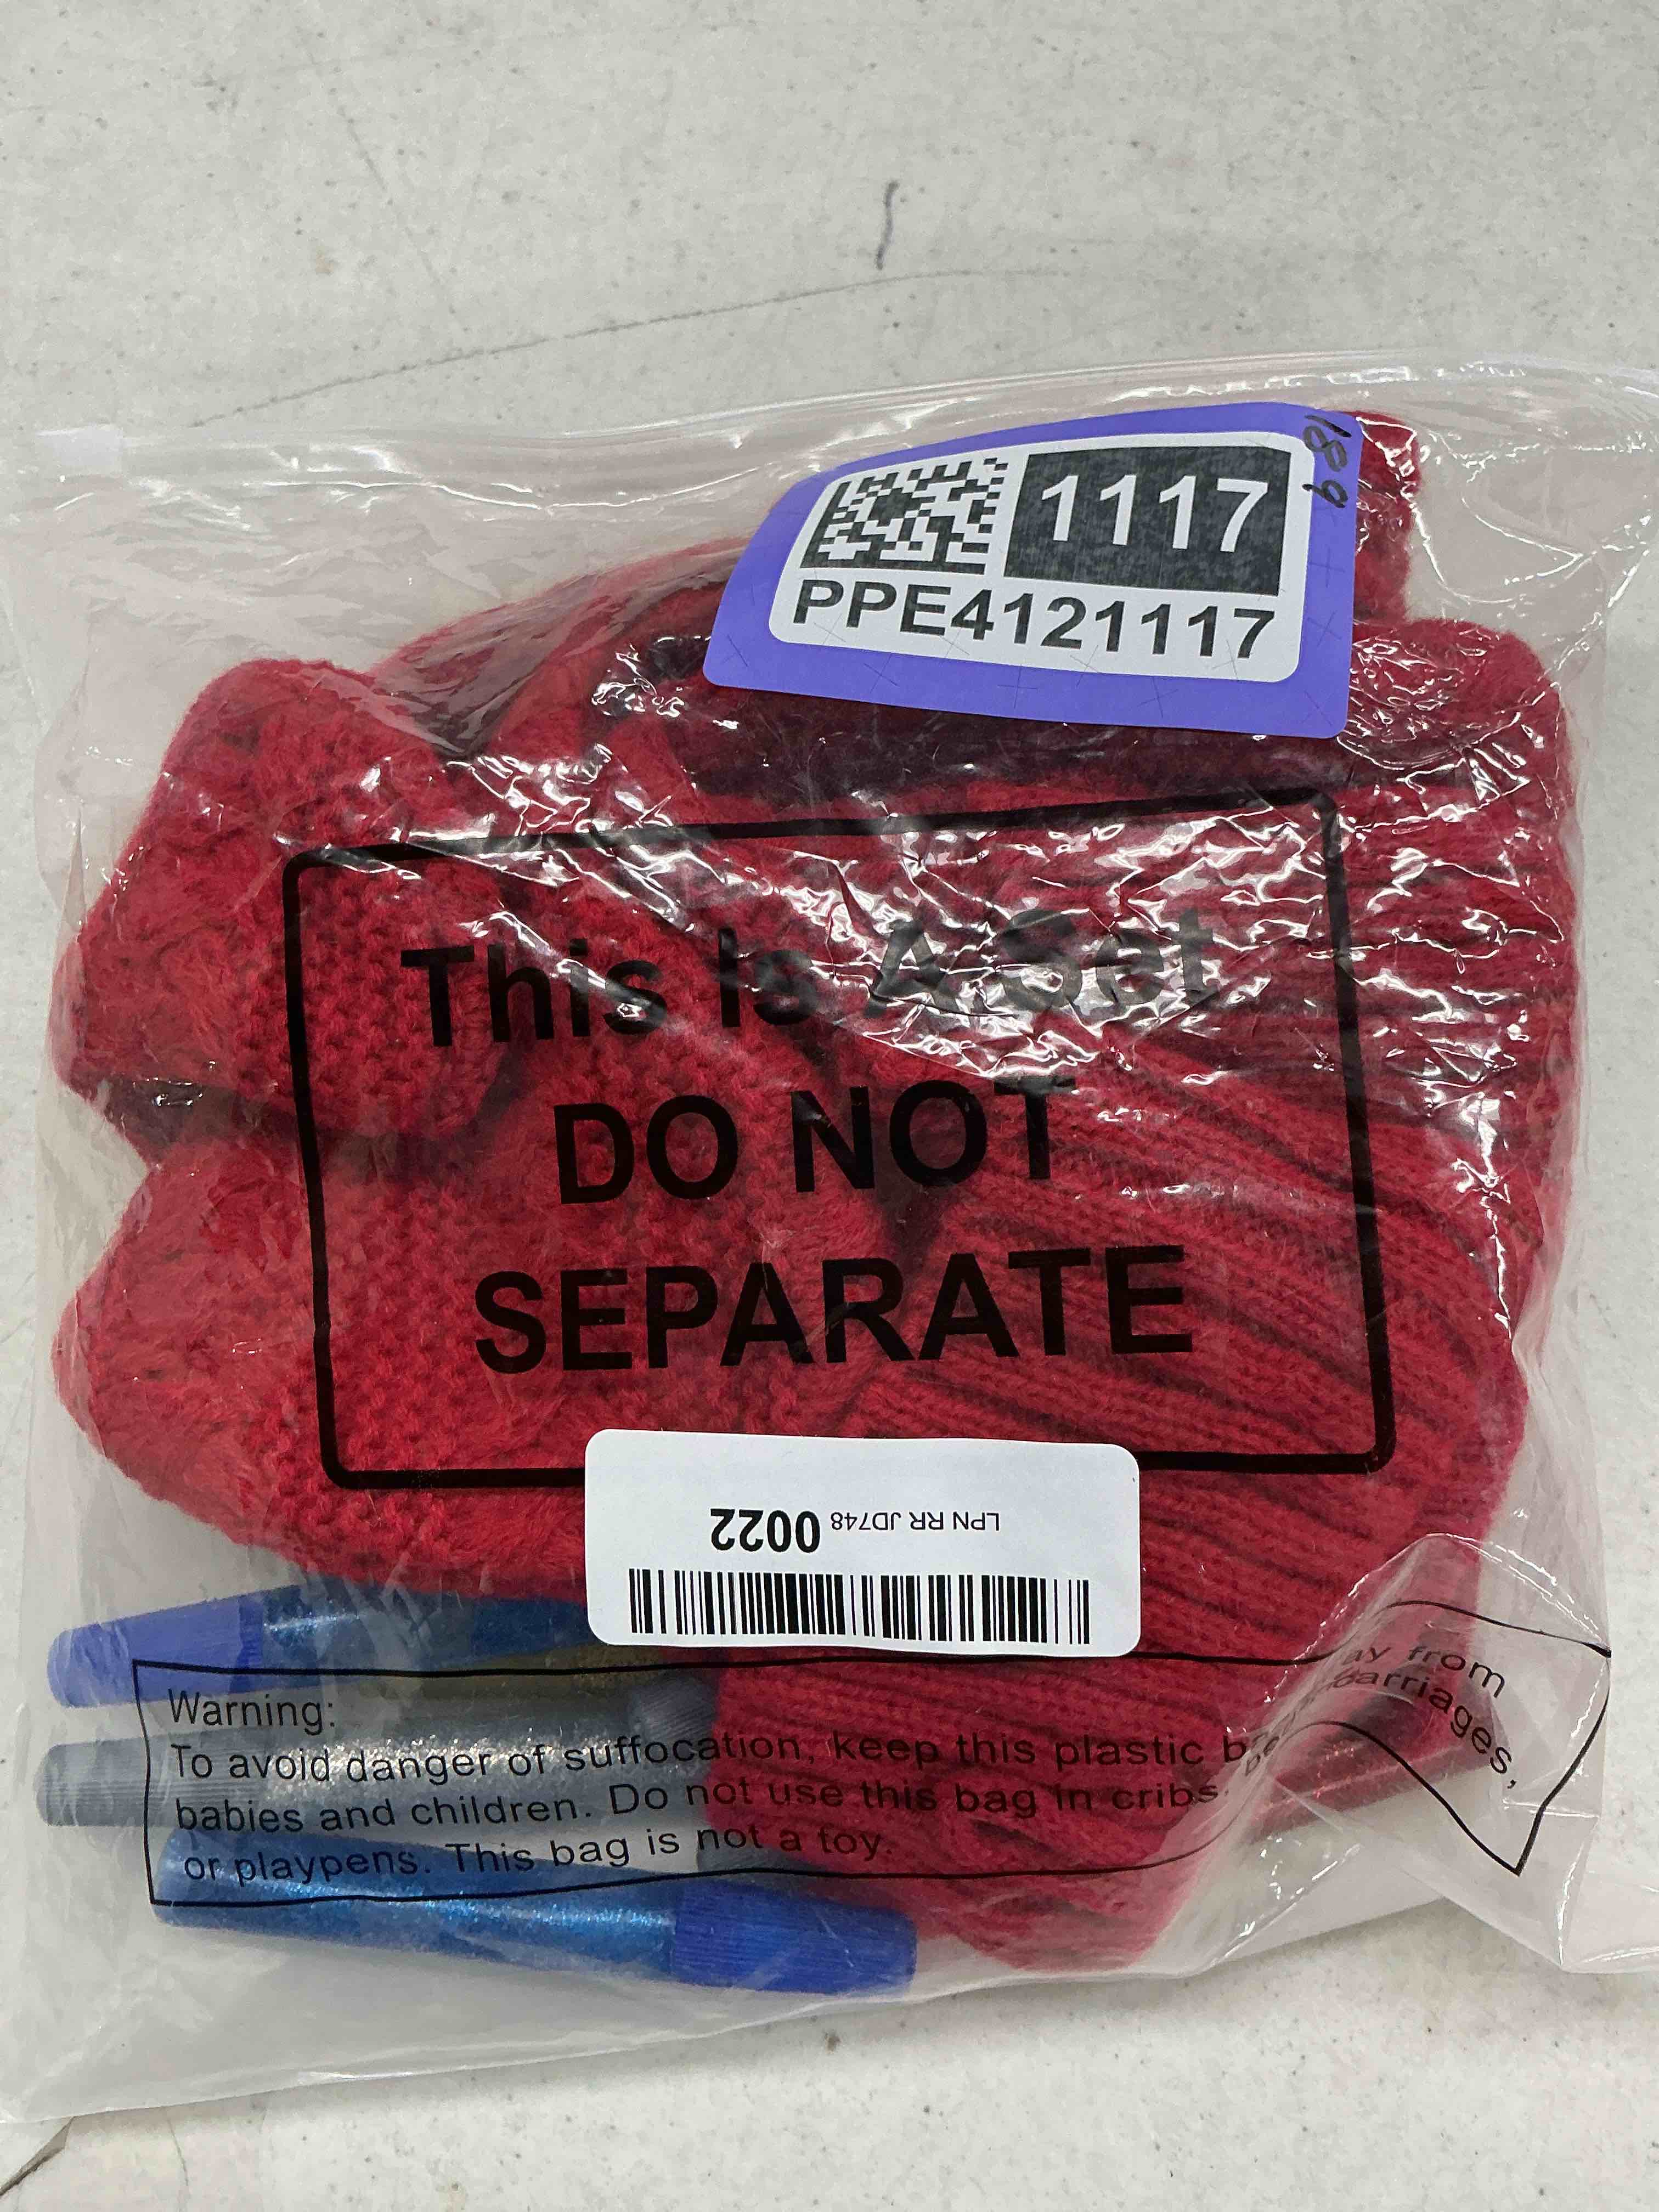 189
1117
PPE4121117
This Is A Set
DO NOT
SEPARATE
LPN RR JD748 0022
Warning:
To avoid danger of suffocation, keep this plastic away from
babies and children. Do not use this bag in cribs, carriages,
or playpens. This bag is not a toy.